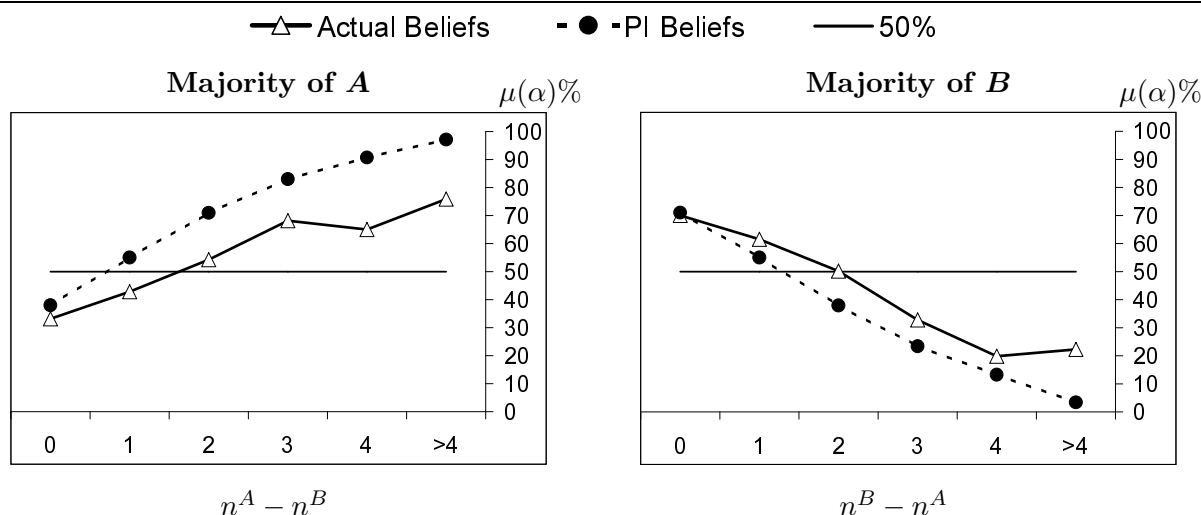 Actual Beliefs PI Beliefs 50%
Majority of A
μ(α)%
100
90
80
70
60
50
40
30
20
10
0
0 1 2 3 4 >4
n^A − n^B
Majority of B
μ(α)%
100
90
80
70
60
50
40
30
20
10
0
0 1 2 3 4 >4
n^B − n^A